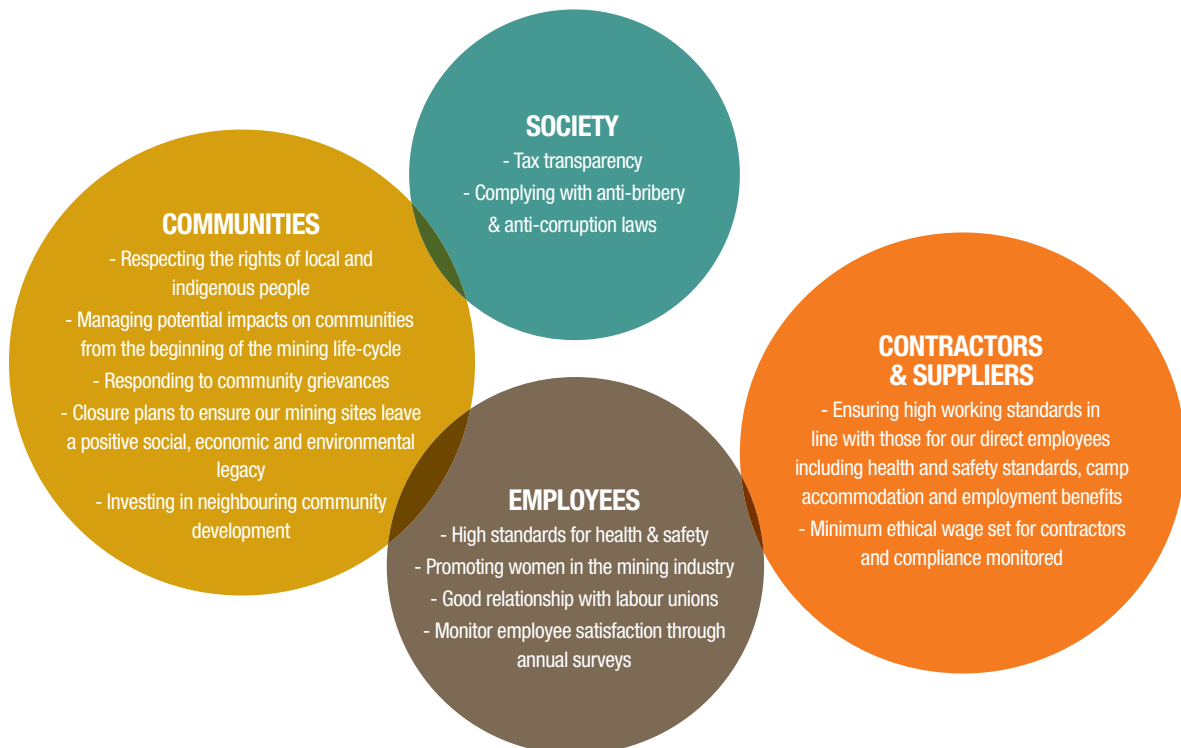 SOCIETY
- Tax transparency
- Complying with anti-bribery
& anti-corruption laws
COMMUNITIES
- Respecting the rights of local and
indigenous people
- Managing potential impacts on communities
from the beginning of the mining life-cycle
- Responding to community grievances
- Closure plans to ensure our mining sites leave
a positive social, economic and environmental
legacy
- Investing in neighbouring community
development
CONTRACTORS
& SUPPLIERS
- Ensuring high working standards in
line with those for our direct employees
including health and safety standards, camp
accommodation and employment benefits
- Minimum ethical wage set for contractors
and compliance monitored
EMPLOYEES
- High standards for health & safety
- Promoting women in the mining industry
- Good relationship with labour unions
- Monitor employee satisfaction through
annual surveys